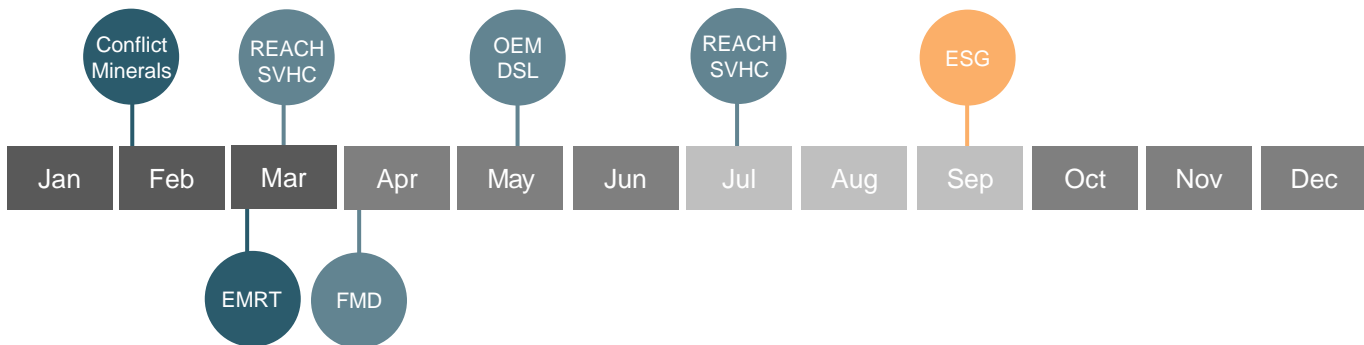 Conflict
Minerals
REACH
SVHC
OEM
DSL
REACH
SVHC
ESG
Jan
Feb
Mar
Apr
May
Jun
Jul
Aug
Sep
Oct
Nov
Dec
EMRT
FMD